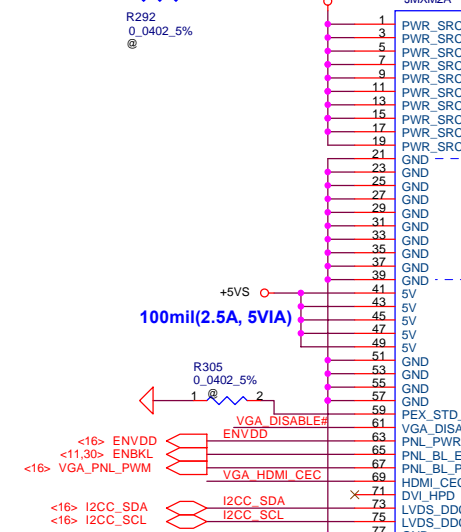 JMXM2A
R292
0_0402_5%
@
1 PWR_SRC
3 PWR_SRC
5 PWR_SRC
7 PWR_SRC
9 PWR_SRC
11 PWR_SRC
13 PWR_SRC
15 PWR_SRC
17 PWR_SRC
19 PWR_SRC
21 GND
23 GND
25 GND
27 GND
29 GND
31 GND
33 GND
35 GND
37 GND
39 GND
+5VS 41 5V
43 5V
100mil(2.5A, 5VIA) 45 5V
47 5V
49 5V
51 GND
R305 53 GND
0_0402_5% 55 GND
1 @ 2 57 GND
59 PEX_STD_
VGA_DISABLE# 61 VGA_DISA
<16> ENVDD ENVDD 63 PNL_PWR
<11,30> ENBKL 65 PNL_BL_E
<16> VGA_PNL_PWM 67 PNL_BL_P
VGA_HDMI_CEC 69 HDMI_CEC
71 DVI_HPD
<16> I2CC_SDA I2CC_SDA 73 LVDS_DDC
<16> I2CC_SCL I2CC_SCL 75 LVDS_DDC
77